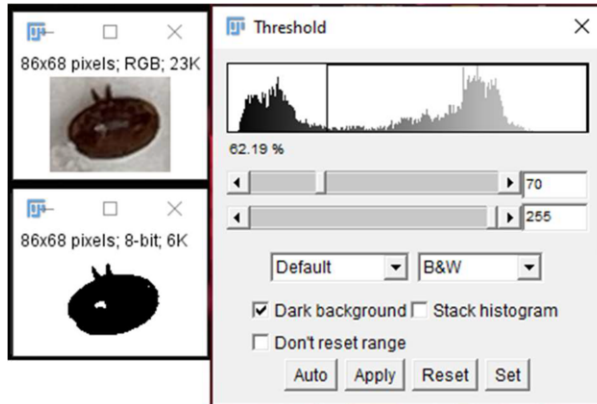 86x68 pixels; RGB; 23K
86x68 pixels; 8-bit; 6K
Threshold
62.19 %
70
255
Default
B&W
Dark background
Stack histogram
Don't reset range
Auto
Apply
Reset
Set